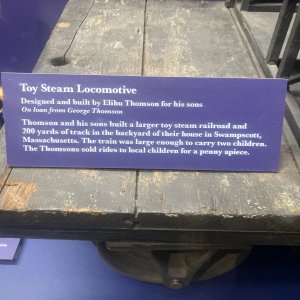 Toy Steam Locomotive
Designed and built by Elihu Thomson for his sons
On loan from George Thomson
Thomson and his sons built a larger toy steam railroad and
200 yards of track in the backyard of their house in Swampscott,
Massachusetts. The train was large enough to carry two children.
The Thomsons sold rides to local children for a penny apiece.